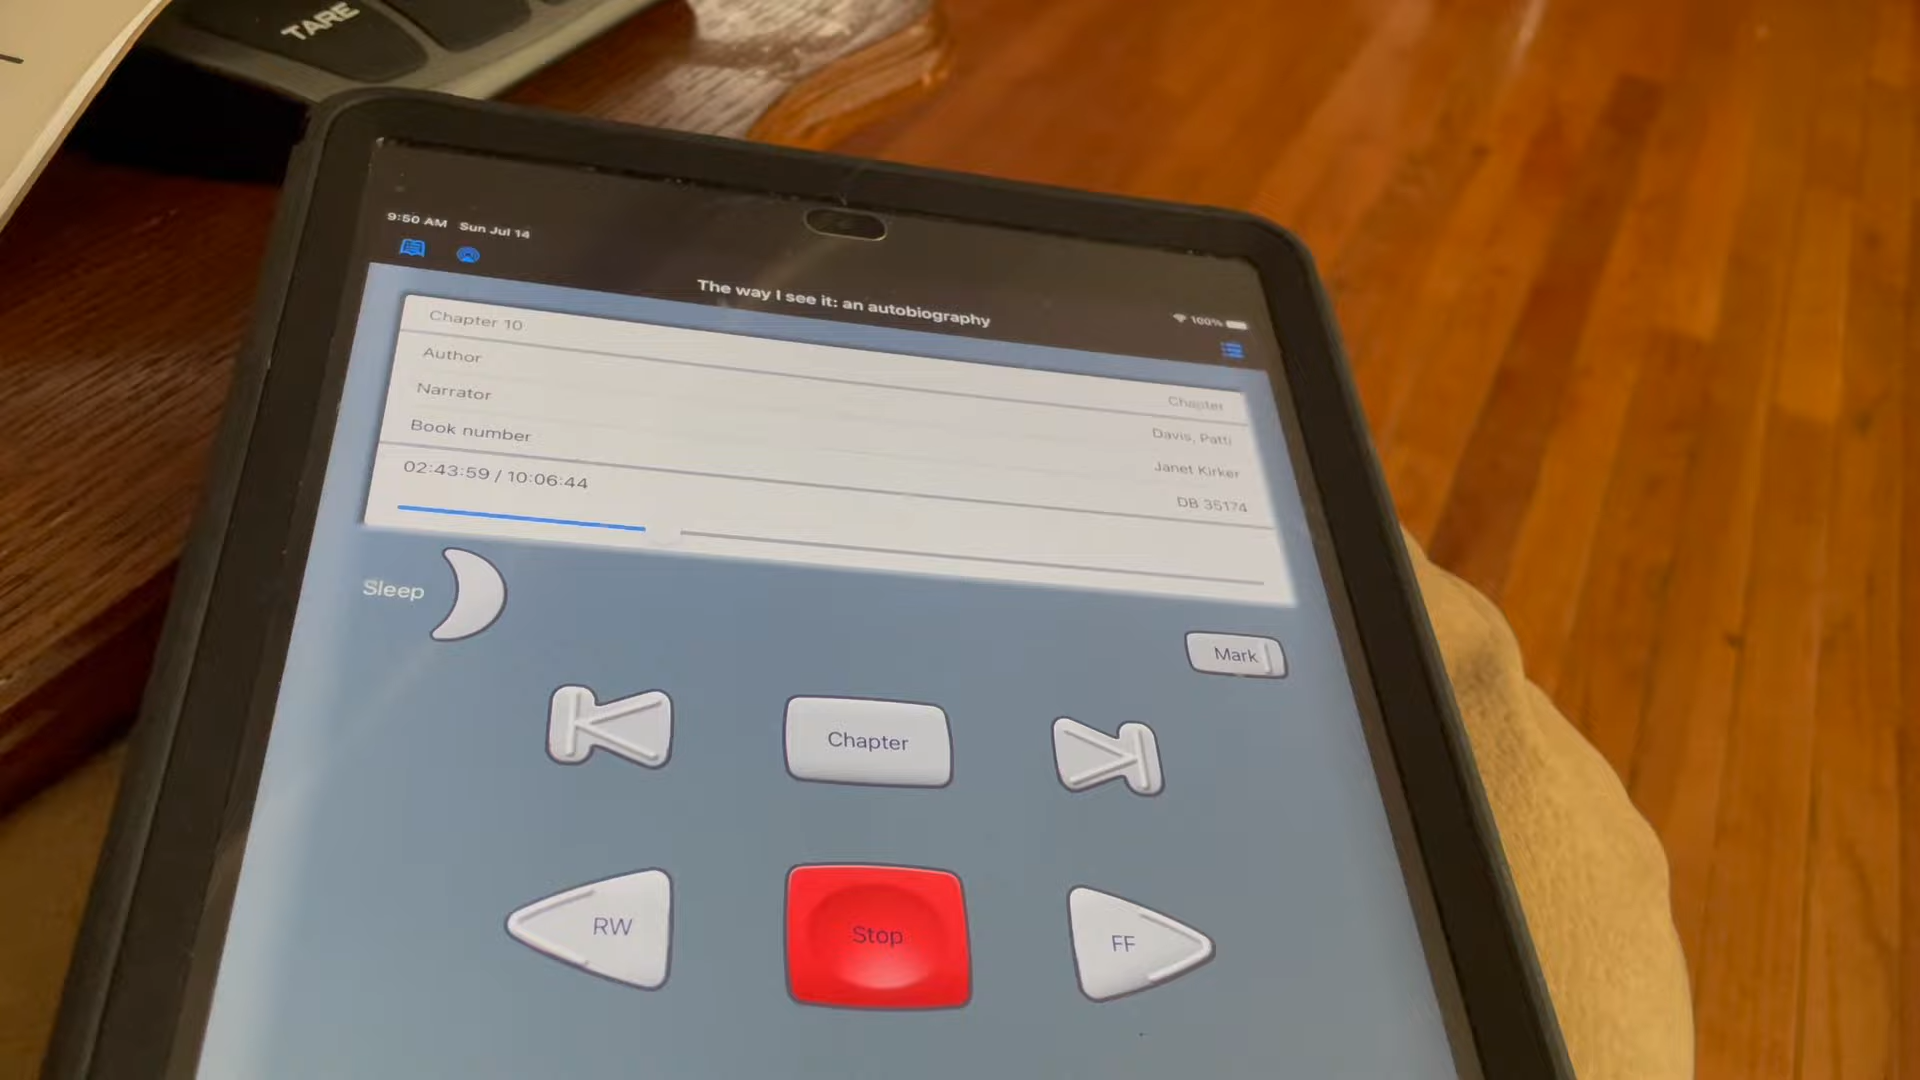 TARE
9:50 AM Sun Jul 14
100%
The way I see it: an autobiography
Chapter 10 Chapter
Author Davis, Patti
Narrator Janet Kirker
Book number DB 35174
02:43:59 / 10:06:44
Sleep
Mark
Chapter
RW Stop FF